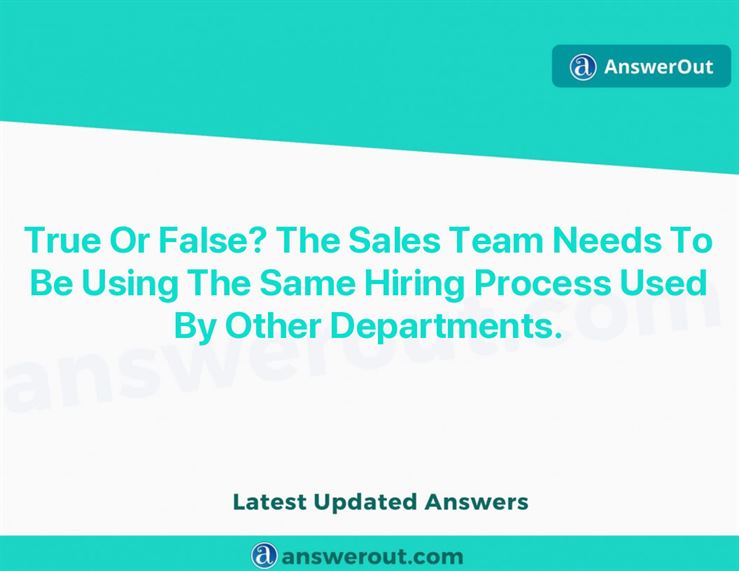 a AnswerOut
True Or False? The Sales Team Needs To
Be Using The Same Hiring Process Used
By Other Departments.
answerout.com
Latest Updated Answers
a answerout.com